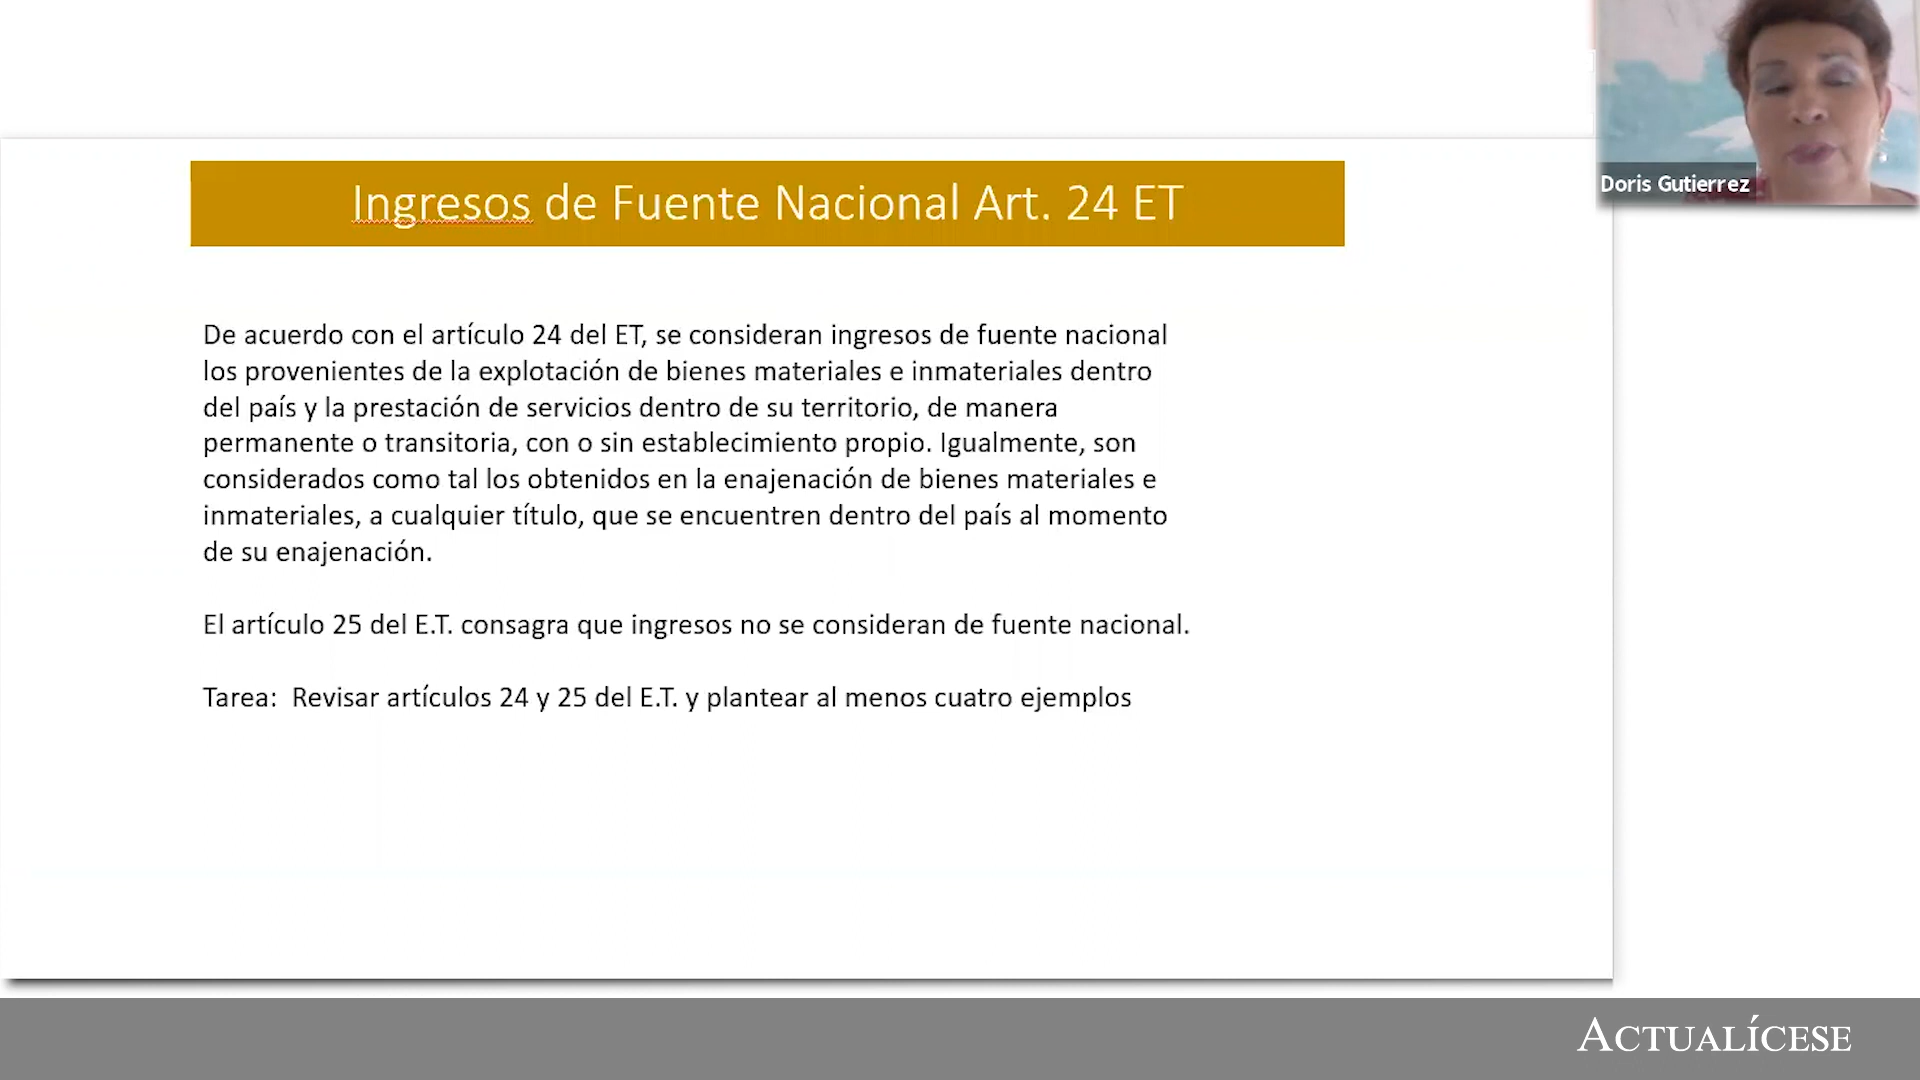 Doris Gutierrez
Ingresos de Fuente Nacional Art. 24 ET
De acuerdo con el artículo 24 del ET, se consideran ingresos de fuente nacional
los provenientes de la explotación de bienes materiales e inmateriales dentro
del país y la prestación de servicios dentro de su territorio, de manera
permanente o transitoria, con o sin establecimiento propio. Igualmente, son
considerados como tal los obtenidos en la enajenación de bienes materiales e
inmateriales, a cualquier título, que se encuentren dentro del país al momento
de su enajenación.
El artículo 25 del E.T. consagra que ingresos no se consideran de fuente nacional.
Tarea:  Revisar artículos 24 y 25 del E.T. y plantear al menos cuatro ejemplos
ACTUALÍCESE